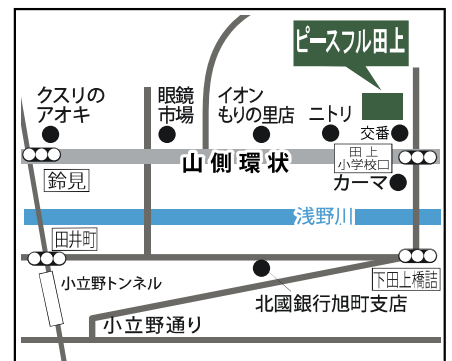 ピースフル田上
クスリの
アオキ
眼鏡
市場
イオン
もりの里店
ニトリ
交番
田上
小学校口
山側環状
鈴見
カーマ
浅野川
田井町
下田上橋詰
小立野トンネル
北國銀行旭町支店
小立野通り